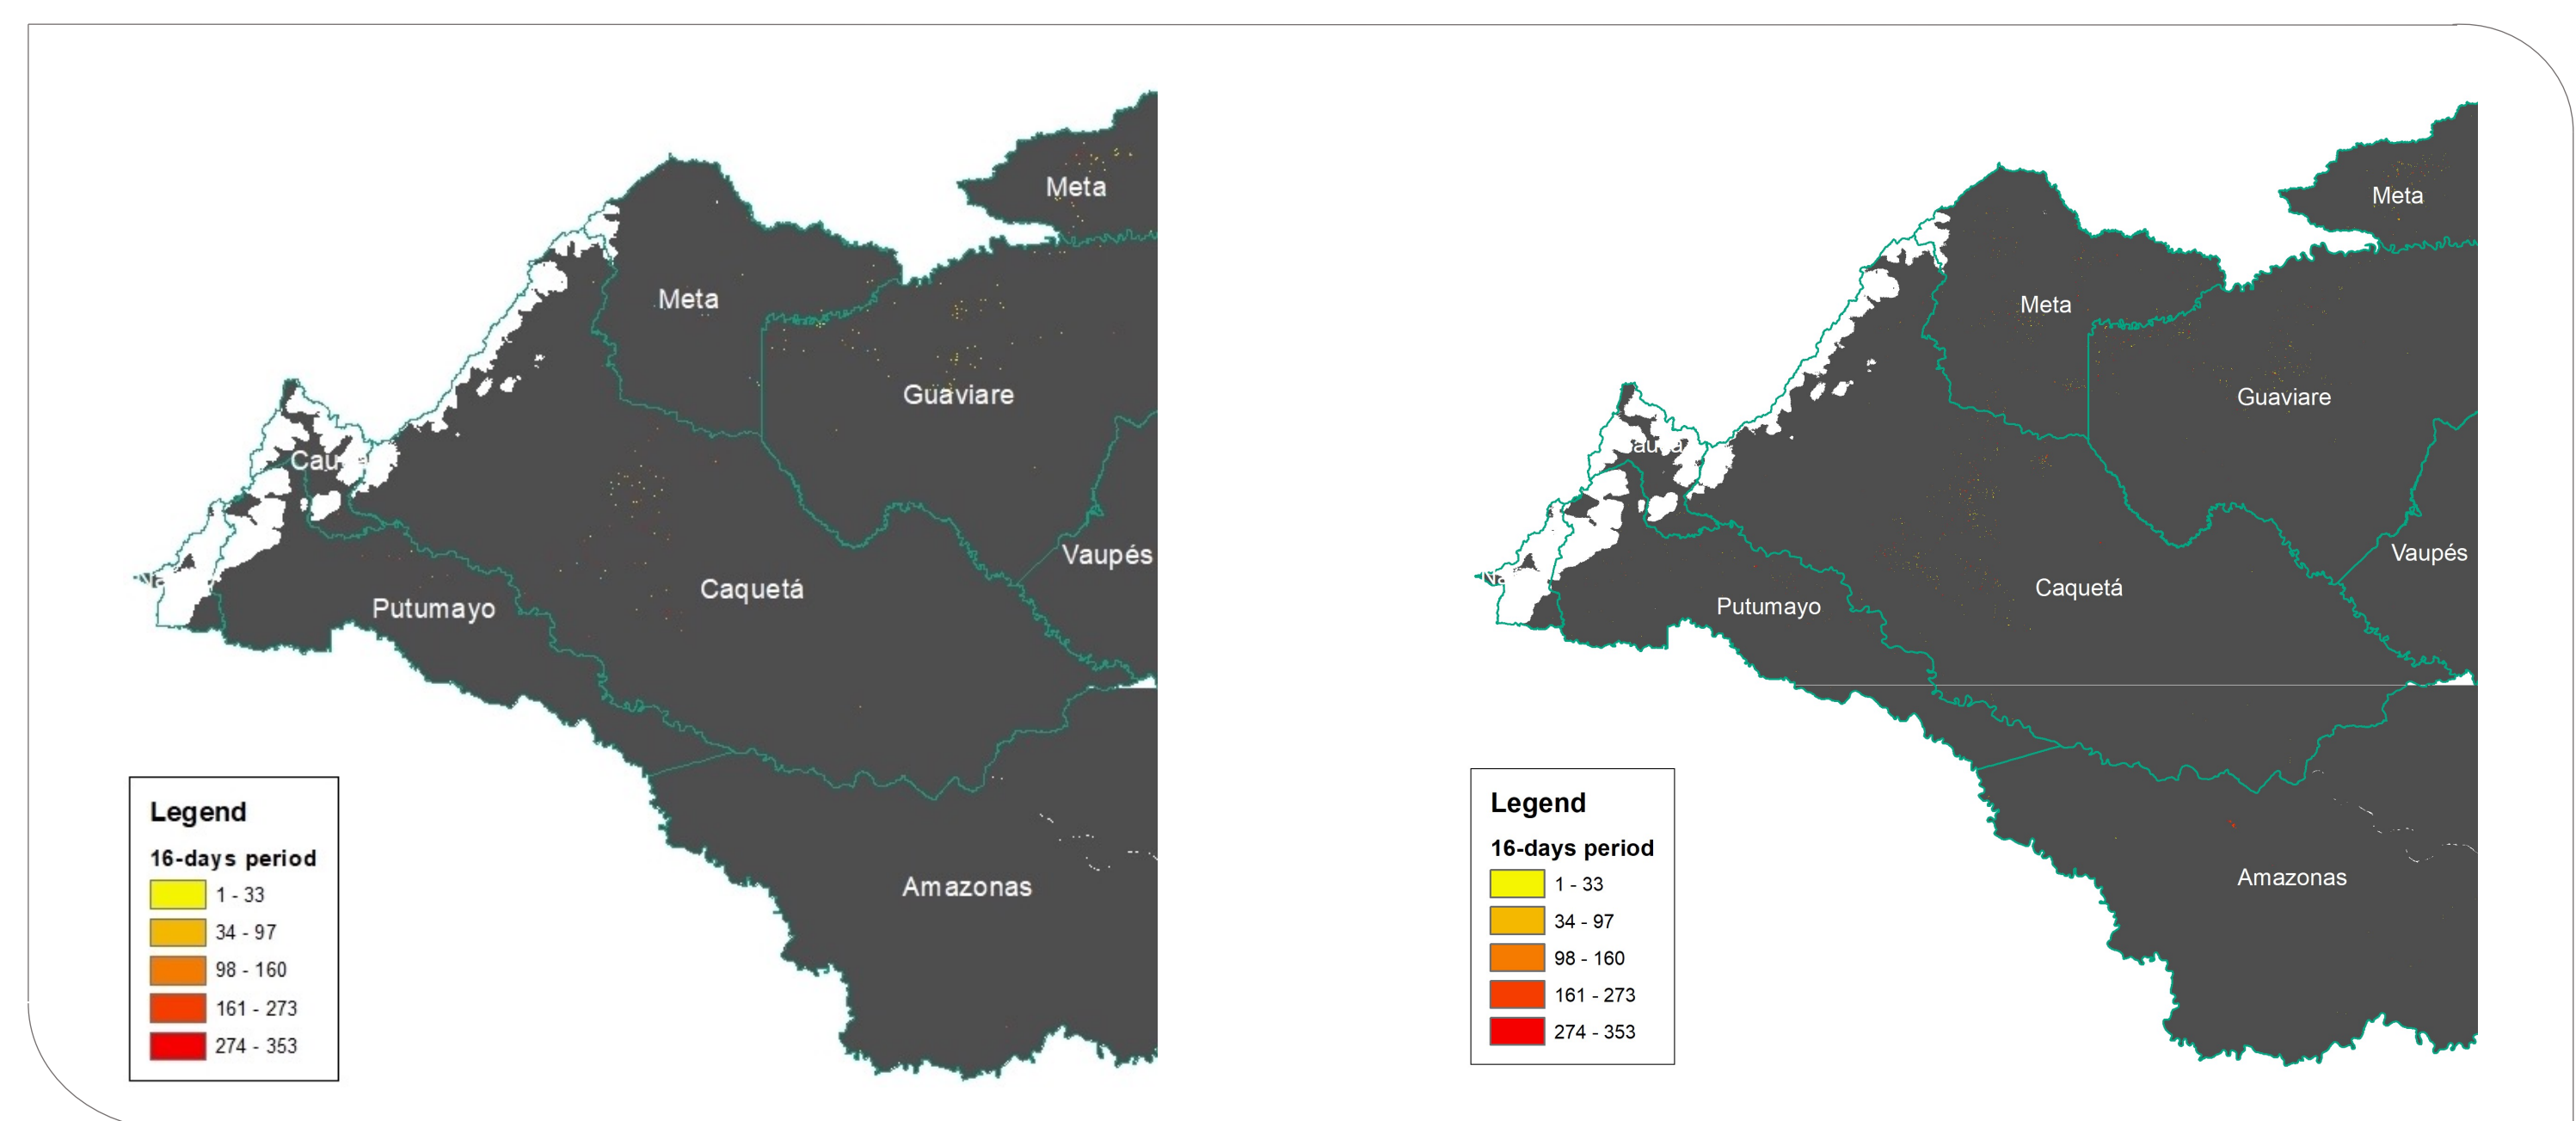 Meta
Meta
Guaviare
Vaupés
Caquetá
Putumayo
Amazonas
Legend
16-days period
1 - 33
34 - 97
98 - 160
161 - 273
274 - 353
Meta
Meta
Guaviare
Vaupés
Caquetá
Putumayo
Amazonas
Legend
16-days period
1 - 33
34 - 97
98 - 160
161 - 273
274 - 353